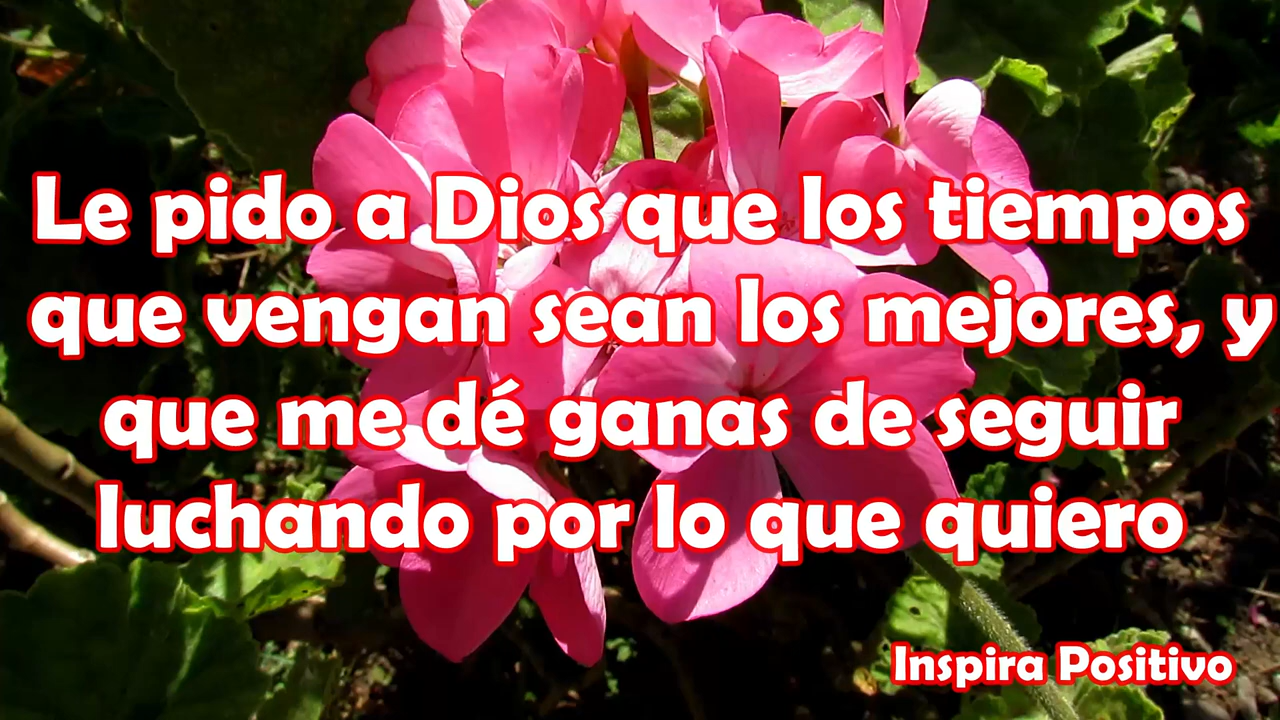 Le pido a Dios que los tiempos
que vengan sean los mejores, y
que me dé ganas de seguir
luchando por lo que quiero
Inspira Positivo